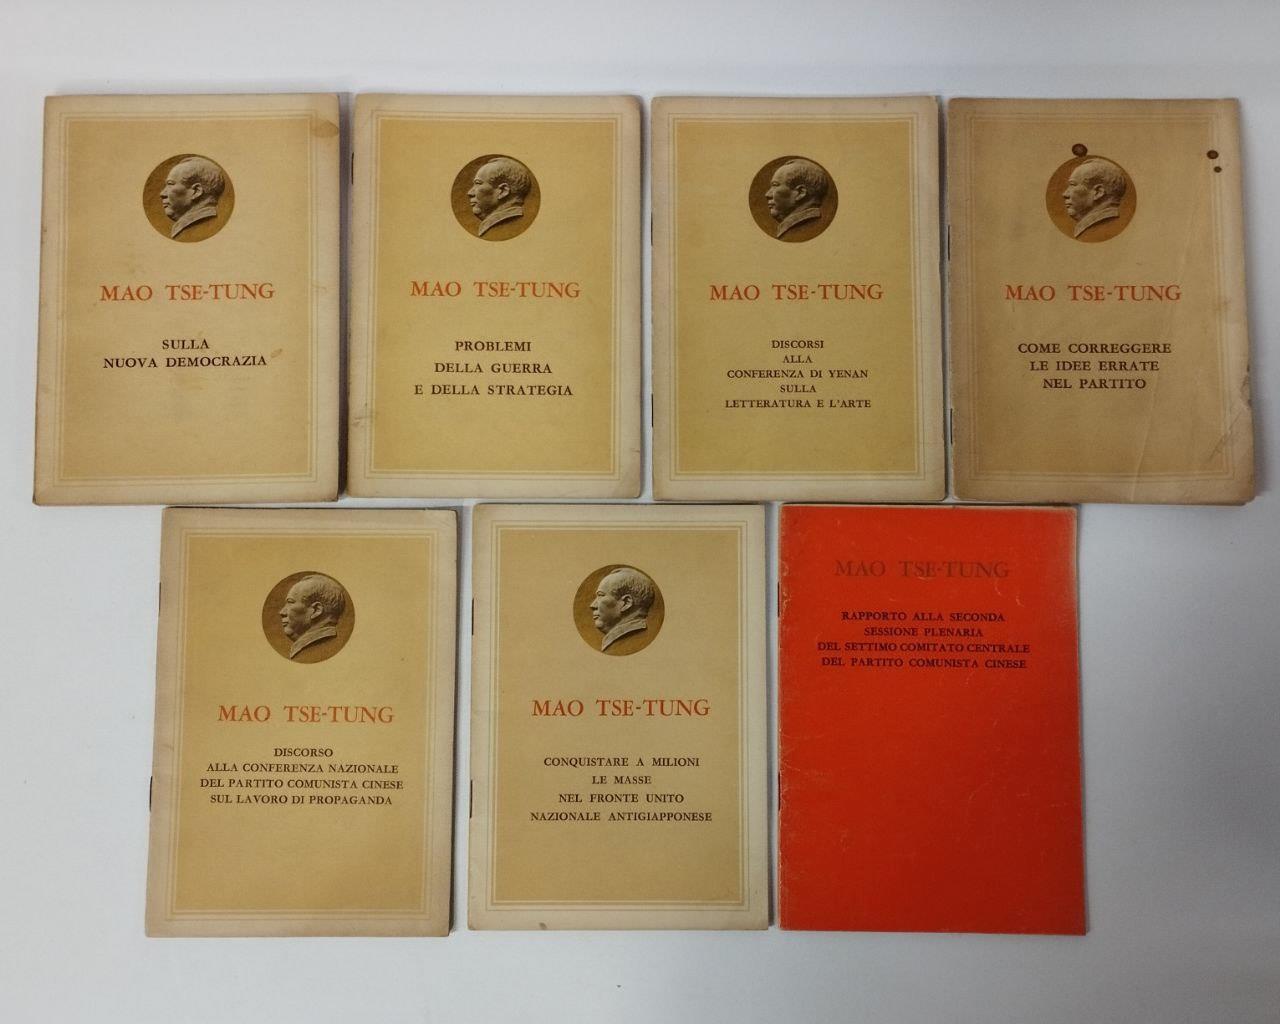 MAO TSE-TUNG
SULLA
NUOVA DEMOCRAZIA
MAO TSE-TUNG
PROBLEMI
DELLA GUERRA
E DELLA STRATEGIA
MAO TSE-TUNG
DISCORSI
ALLA
CONFERENZA DI YENAN
SULLA
LETTERATURA E L'ARTE
MAO TSE-TUNG
COME CORREGGERE
LE IDEE ERRATE
NEL PARTITO
MAO TSE-TUNG
DISCORSO
ALLA CONFERENZA NAZIONALE
DEL PARTITO COMUNISTA CINESE
SUL LAVORO DI PROPAGANDA
MAO TSE-TUNG
CONQUISTARE A MILIONI
LE MASSE
NEL FRONTE UNITO
NAZIONALE ANTIGIAPPONESE
MAO TSE-TUNG
RAPPORTO ALLA SECONDA
SESSIONE PLENARIA
DEL SETTIMO COMITATO CENTRALE
DEL PARTITO COMUNISTA CINESE